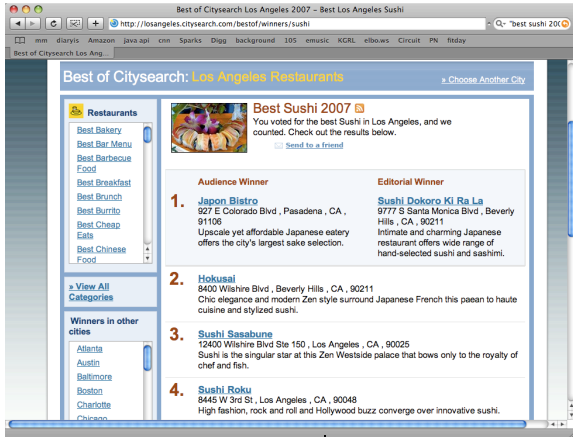 Best of Citysearch Los Angeles 2007 – Best Los Angeles Sushi
http://losangeles.citysearch.com/bestof/winners/sushi
"best sushi 200
mm diaryis Amazon java api cnn Sparks Digg background 105 emusic KGRL elbo.ws Circuit PN fitday
Best of Citysearch Los Ang...
Best of Citysearch: Los Angeles Restaurants
» Choose Another City
Restaurants
Best Bakery
Best Bar Menu
Best Barbecue
Food
Best Breakfast
Best Brunch
Best Burrito
Best Cheap
Eats
Best Chinese
Food
» View All
Categories
Winners in other
cities
Atlanta
Austin
Baltimore
Boston
Charlotte
Chicago
Best Sushi 2007
You voted for the best Sushi in Los Angeles, and we
counted. Check out the results below.
Send to a friend
Audience Winner
1. Japon Bistro
927 E Colorado Blvd , Pasadena , CA ,
91106
Upscale yet affordable Japanese eatery
offers the city's largest sake selection.
Editorial Winner
Sushi Dokoro Ki Ra La
9777 S Santa Monica Blvd , Beverly
Hills , CA , 90211
Intimate and charming Japanese
restaurant offers wide range of
hand-selected sushi and sashimi.
2. Hokusai
8400 Wilshire Blvd , Beverly Hills , CA , 90211
Chic elegance and modern Zen style surround Japanese French this paean to haute
cuisine and stylized sushi.
3. Sushi Sasabune
12400 Wilshire Blvd Ste 150 , Los Angeles , CA , 90025
Sushi is the singular star at this Zen Westside palace that bows only to the royalty of
chef and fish.
4. Sushi Roku
8445 W 3rd St , Los Angeles , CA , 90048
High fashion, rock and roll and Hollywood buzz converge over innovative sushi.